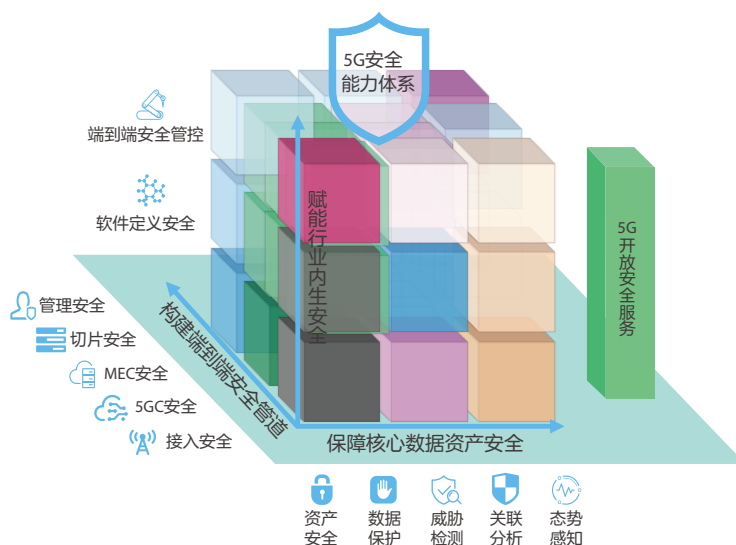 5G安全
能力体系
端到端安全管控
软件定义安全
赋能行业内生安全
5G开放安全服务
管理安全
切片安全
MEC安全
5GC安全
接入安全
构建端到端安全管道
保障核心数据资产安全
资产
安全
数据
保护
威胁
检测
关联
分析
态势
感知